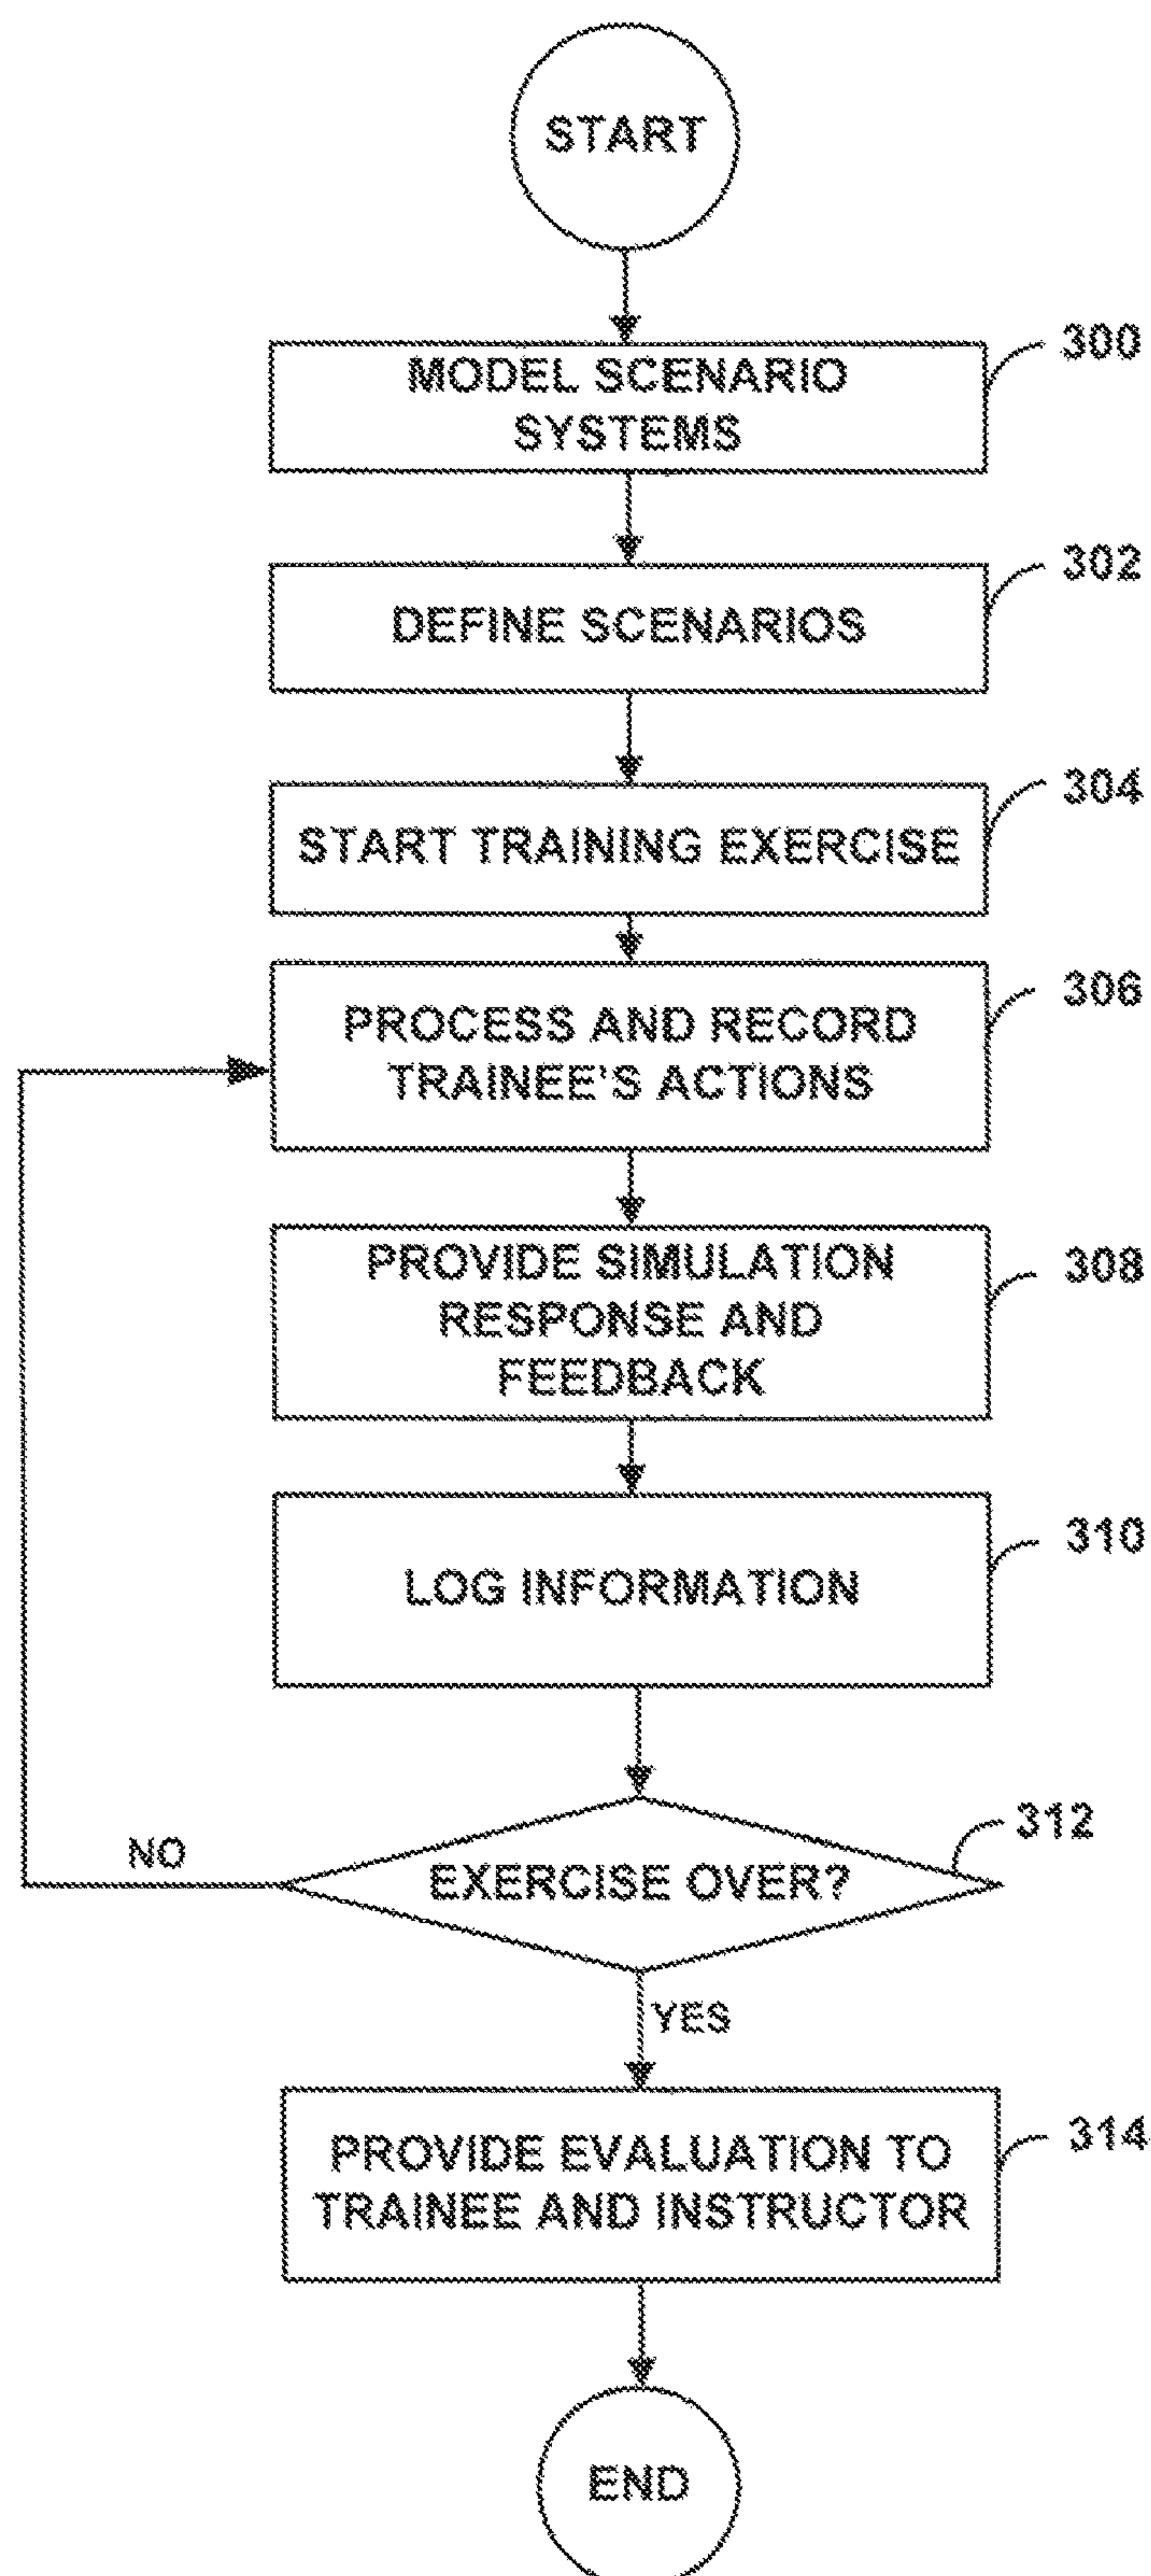 START
300
MODEL SCENARIO
SYSTEMS
302
DEFINE SCENARIOS
304
START TRAINING EXERCISE
306
PROCESS AND RECORD
TRAINEE'S ACTIONS
308
PROVIDE SIMULATION
RESPONSE AND
FEEDBACK
310
LOG INFORMATION
312
EXERCISE OVER?
NO
YES
314
PROVIDE EVALUATION TO
TRAINEE AND INSTRUCTOR
END